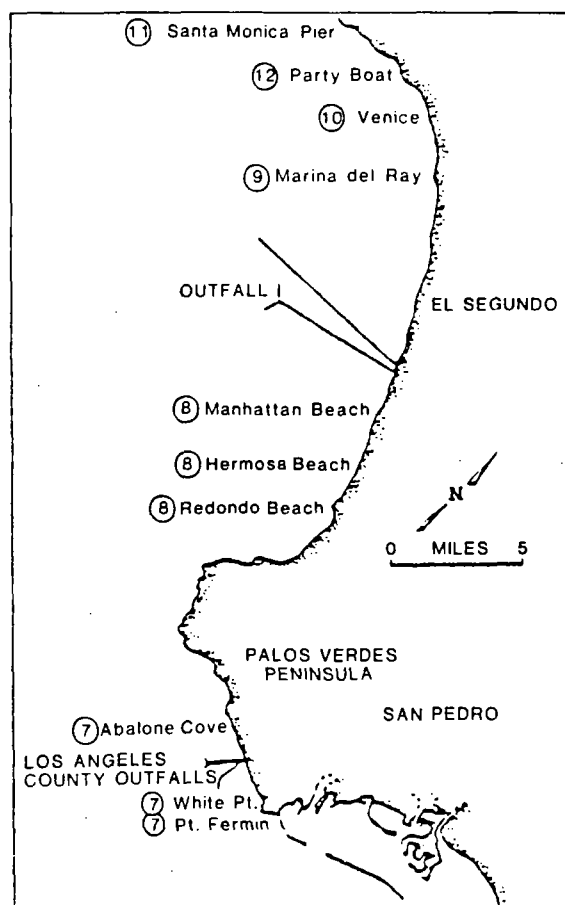 11 Santa Monica Pier
12 Party Boat
10 Venice
9 Marina del Ray
OUTFALL I
EL SEGUNDO
8 Manhattan Beach
8 Hermosa Beach
8 Redondo Beach
N
0 MILES 5
PALOS VERDES
PENINSULA
SAN PEDRO
7 Abalone Cove
LOS ANGELES
COUNTY OUTFALLS
7 White Pt.
7 Pt. Fermin